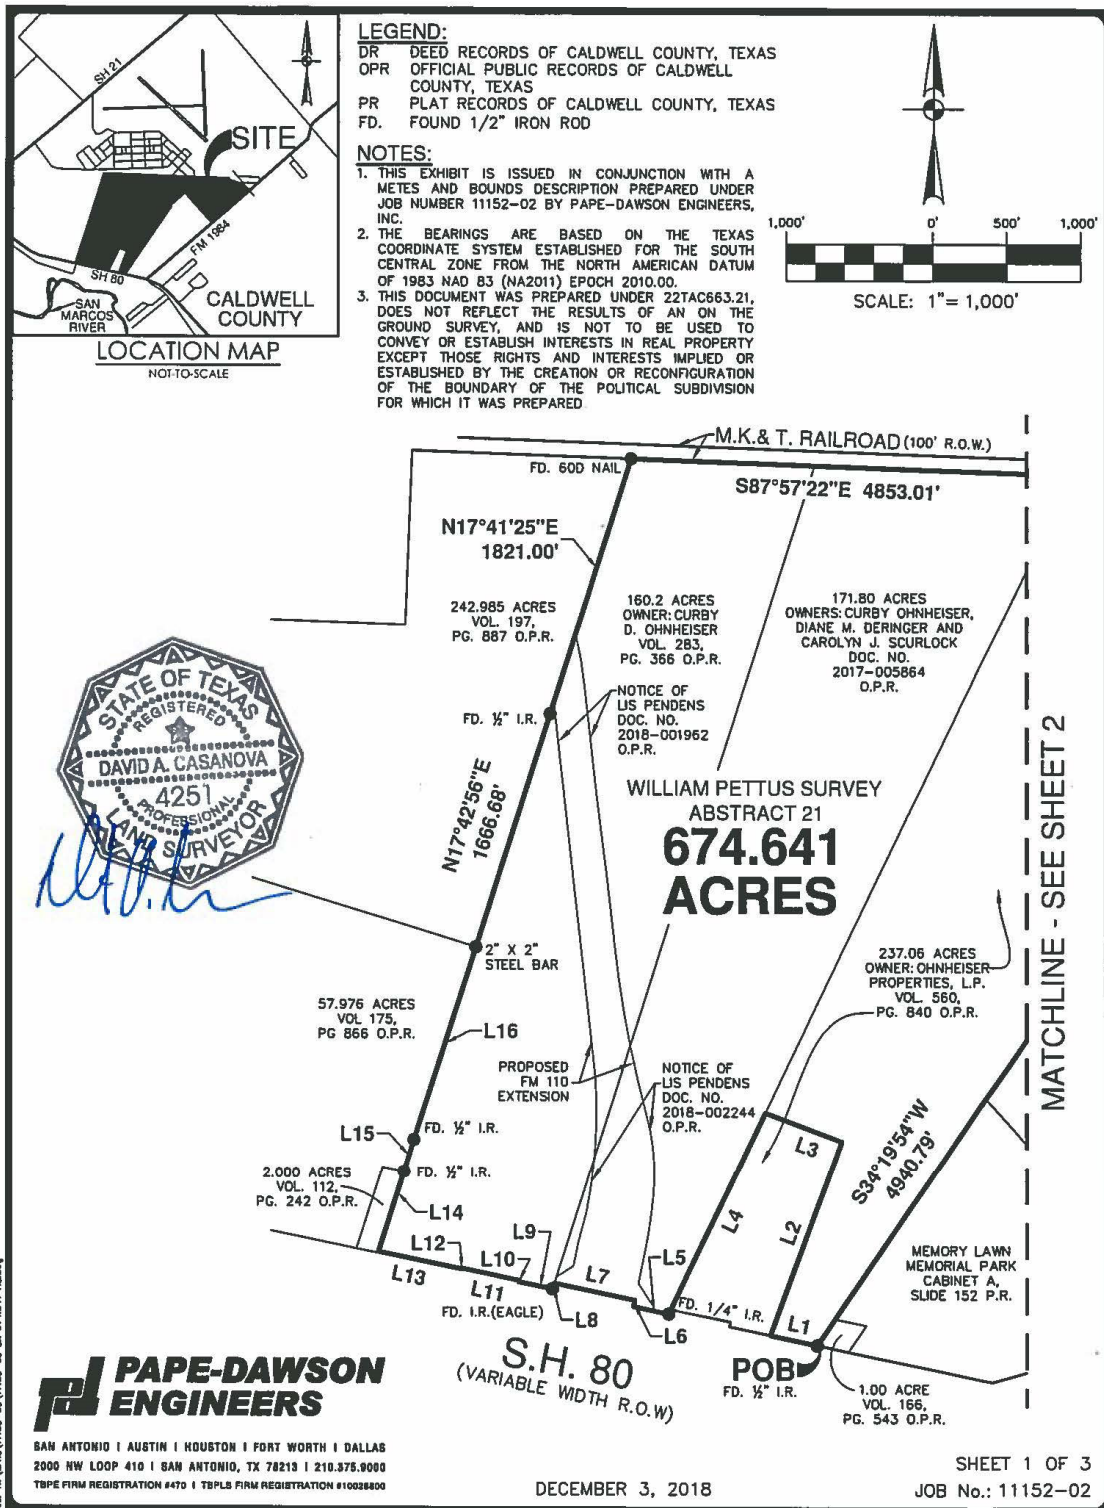 SH 21
SITE
FM 1984
SH 80
SAN
MARCOS
RIVER
CALDWELL
COUNTY
LOCATION MAP
NOT-TO-SCALE
LEGEND:
DR DEED RECORDS OF CALDWELL COUNTY, TEXAS
OPR OFFICIAL PUBLIC RECORDS OF CALDWELL
COUNTY, TEXAS
PR PLAT RECORDS OF CALDWELL COUNTY, TEXAS
FD. FOUND 1/2" IRON ROD
NOTES:
1. THIS EXHIBIT IS ISSUED IN CONJUNCTION WITH A
METES AND BOUNDS DESCRIPTION PREPARED UNDER
JOB NUMBER 11152-02 BY PAPE-DAWSON ENGINEERS,
INC.
2. THE BEARINGS ARE BASED ON THE TEXAS
COORDINATE SYSTEM ESTABLISHED FOR THE SOUTH
CENTRAL ZONE FROM THE NORTH AMERICAN DATUM
OF 1983 NAD 83 (NA2011) EPOCH 2010.00.
3. THIS DOCUMENT WAS PREPARED UNDER 22TAC663.21,
DOES NOT REFLECT THE RESULTS OF AN ON THE
GROUND SURVEY, AND IS NOT TO BE USED TO
CONVEY OR ESTABLISH INTERESTS IN REAL PROPERTY
EXCEPT THOSE RIGHTS AND INTERESTS IMPLIED OR
ESTABLISHED BY THE CREATION OR RECONFIGURATION
OF THE BOUNDARY OF THE POLITICAL SUBDIVISION
FOR WHICH IT WAS PREPARED
1,000' 0' 500' 1,000'
SCALE: 1"= 1,000'
M.K.& T. RAILROAD (100' R.O.W.)
FD. 60D NAIL
S87°57'22"E 4853.01'
N17°41'25"E
1821.00'
242.985 ACRES
VOL. 197,
PG. 887 O.P.R.
160.2 ACRES
OWNER: CURBY
D. OHNHEISER
VOL. 283,
PG. 366 O.P.R.
171.80 ACRES
OWNERS: CURBY OHNHEISER,
DIANE M. DERINGER AND
CAROLYN J. SCURLOCK
DOC. NO.
2017-005864
O.P.R.
STATE OF TEXAS
REGISTERED
DAVID A. CASANOVA
4251
PROFESSIONAL
LAND SURVEYOR
FD. ½" I.R.
NOTICE OF
LIS PENDENS
DOC. NO.
2018-001962
O.P.R.
N17°42'56"E
1666.68'
WILLIAM PETTUS SURVEY
ABSTRACT 21
674.641
ACRES
MATCHLINE - SEE SHEET 2
2" X 2"
STEEL BAR
237.06 ACRES
OWNER: OHNHEISER
PROPERTIES, L.P.
VOL. 560,
PG. 840 O.P.R.
57.976 ACRES
VOL 175,
PG 866 O.P.R.
L16
PROPOSED
FM 110
EXTENSION
NOTICE OF
LIS PENDENS
DOC. NO.
2018-002244
O.P.R.
L15
FD. ½" I.R.
L3
S34°19'54"W
4940.79'
2.000 ACRES
VOL. 112,
PG. 242 O.P.R.
FD. ½" I.R.
L14
L4
L2
L12
L9
L10
L7
L5
L13
L11
FD. I.R.(EAGLE)
L8
L6
FD. 1/4" I.R.
L1
MEMORY LAWN
MEMORIAL PARK
CABINET A,
SLIDE 152 P.R.
S.H. 80
(VARIABLE WIDTH R.O.W)
POB
FD. ½" I.R.
1.00 ACRE
VOL. 166,
PG. 543 O.P.R.
PAPE-DAWSON
ENGINEERS
SAN ANTONIO I AUSTIN I HOUSTON I FORT WORTH I DALLAS
2000 NW LOOP 410 I SAN ANTONIO, TX 78213 I 210.375.9000
TBPE FIRM REGISTRATION #470 I TBPLS FIRM REGISTRATION #10028800
DECEMBER 3, 2018
SHEET 1 OF 3
JOB No.: 11152-02